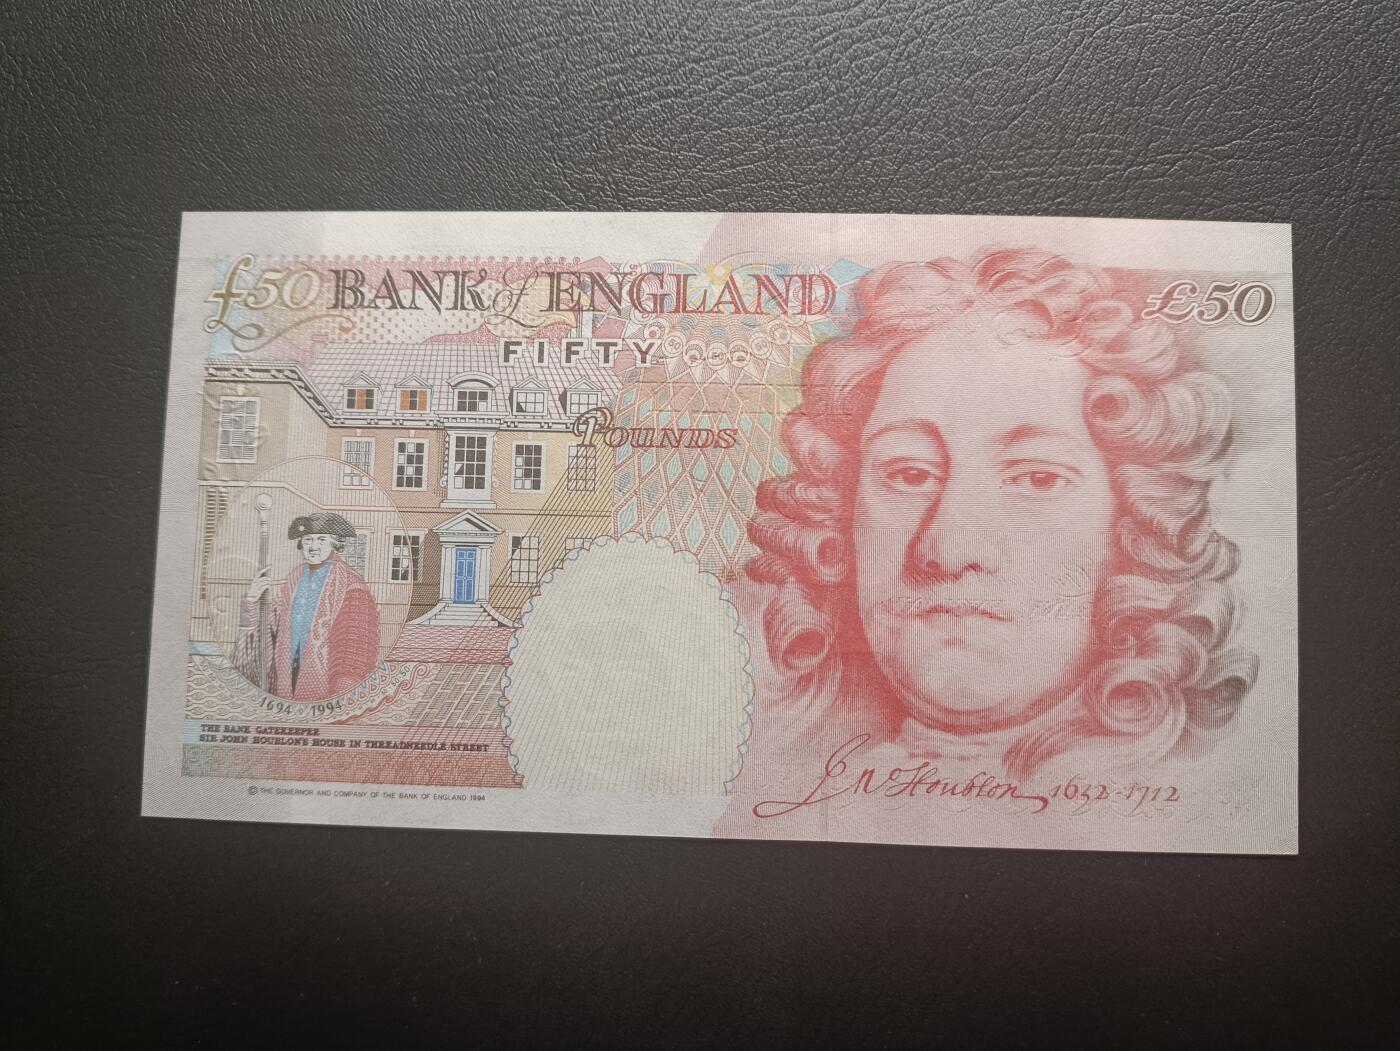 £50 BANK of ENGLAND £50
FIFTY
POUNDS
1694 1994
THE BANK GATEKEEPER
SIR JOHN HOUBLON'S HOUSE IN THREADNEEDLE STREET
© THE GOVERNOR AND COMPANY OF THE BANK OF ENGLAND 1994
Jno Houblon 1632-1712